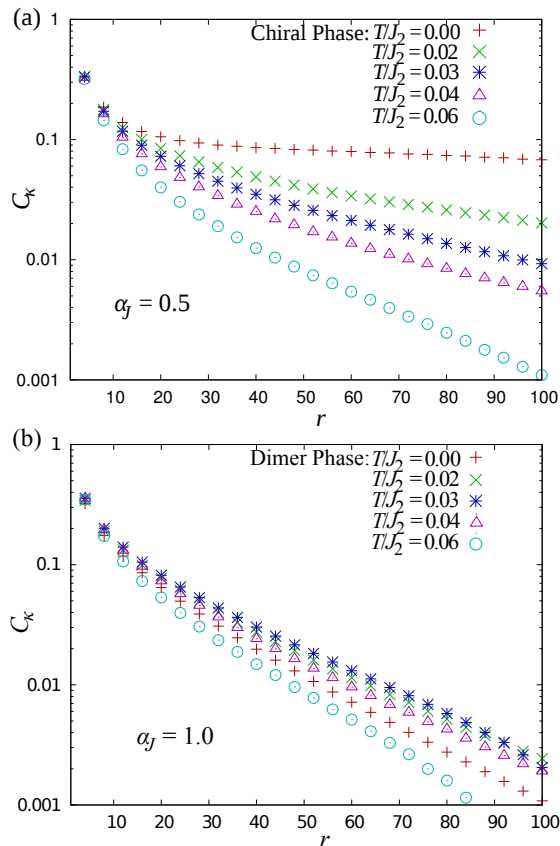 (a)
1
Chiral Phase: T/J₂ = 0.00
T/J₂ = 0.02
T/J₂ = 0.03
T/J₂ = 0.04
T/J₂ = 0.06
0.1
Cκ
0.01
αJ = 0.5
0.001
10 20 30 40 50 60 70 80 90 100
r
(b)
1
Dimer Phase: T/J₂ = 0.00
T/J₂ = 0.02
T/J₂ = 0.03
T/J₂ = 0.04
T/J₂ = 0.06
0.1
Cκ
0.01
αJ = 1.0
0.001
10 20 30 40 50 60 70 80 90 100
r